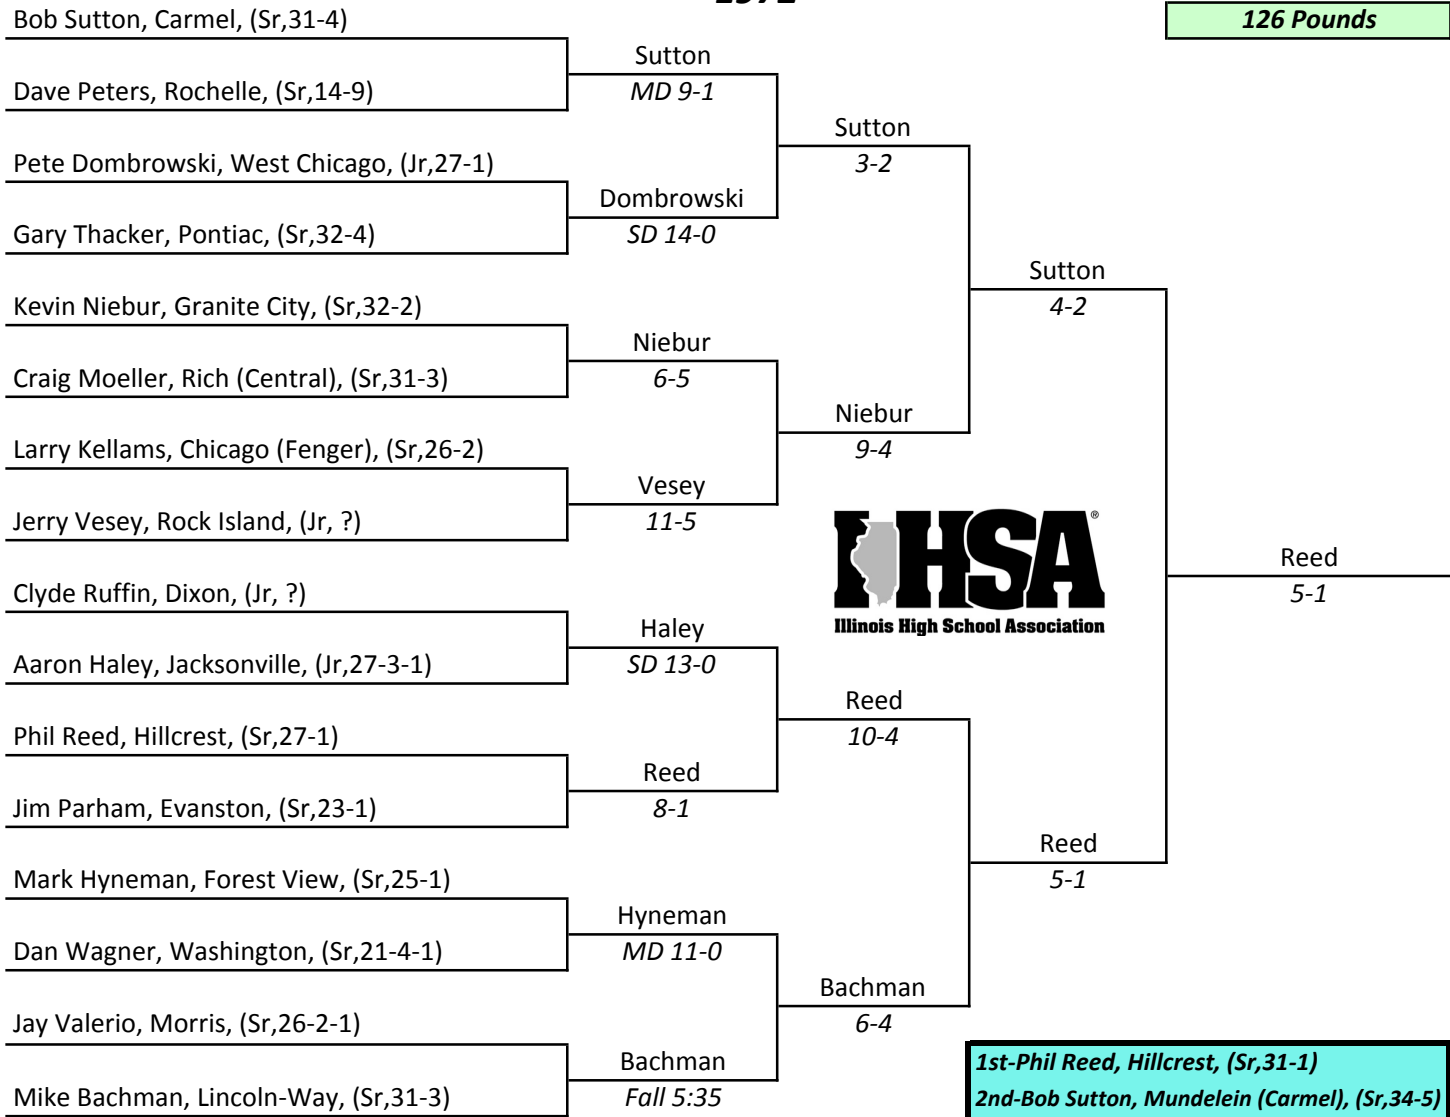 126 Pounds
Bob Sutton, Carmel, (Sr,31-4)
Sutton
Dave Peters, Rochelle, (Sr,14-9)
MD 9-1
Sutton
Pete Dombrowski, West Chicago, (Jr,27-1)
3-2
Dombrowski
Gary Thacker, Pontiac, (Sr,32-4)
SD 14-0
Sutton
Kevin Niebur, Granite City, (Sr,32-2)
4-2
Niebur
Craig Moeller, Rich (Central), (Sr,31-3)
6-5
Niebur
Larry Kellams, Chicago (Fenger), (Sr,26-2)
9-4
Vesey
Jerry Vesey, Rock Island, (Jr, ?)
11-5
IHSA®
Illinois High School Association
Reed
5-1
Clyde Ruffin, Dixon, (Jr, ?)
Haley
Aaron Haley, Jacksonville, (Jr,27-3-1)
SD 13-0
Reed
Phil Reed, Hillcrest, (Sr,27-1)
10-4
Reed
Jim Parham, Evanston, (Sr,23-1)
8-1
Reed
Mark Hyneman, Forest View, (Sr,25-1)
5-1
Hyneman
Dan Wagner, Washington, (Sr,21-4-1)
MD 11-0
Bachman
Jay Valerio, Morris, (Sr,26-2-1)
6-4
Bachman
Mike Bachman, Lincoln-Way, (Sr,31-3)
Fall 5:35
1st-Phil Reed, Hillcrest, (Sr,31-1)
2nd-Bob Sutton, Mundelein (Carmel), (Sr,34-5)